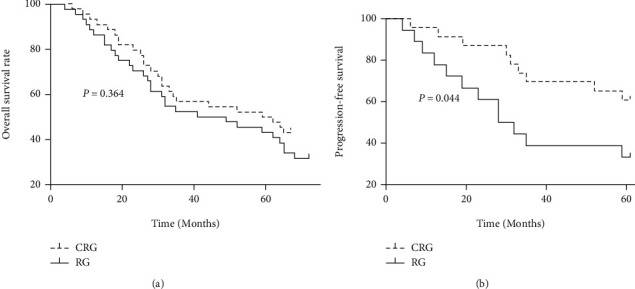 100
80
60
40
20
Overall survival rate
P = 0.364
0
20
40
60
Time (Months)
CRG
RG
(a)
100
80
60
40
20
Progression-free survival
P = 0.044
0
20
40
60
Time (Months)
CRG
RG
(b)